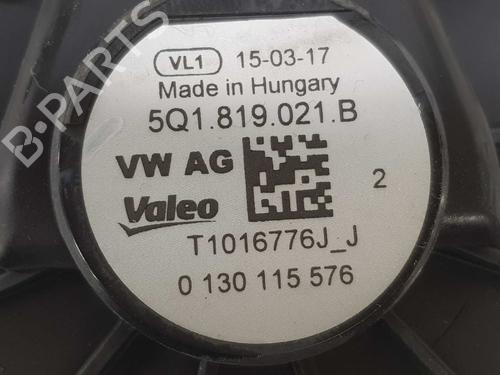 VL1 15-03-17
Made in Hungary
5Q1.819.021.B
VW AG
2
Valeo
T1016776J_J
0 130 115 576
B-PARTS